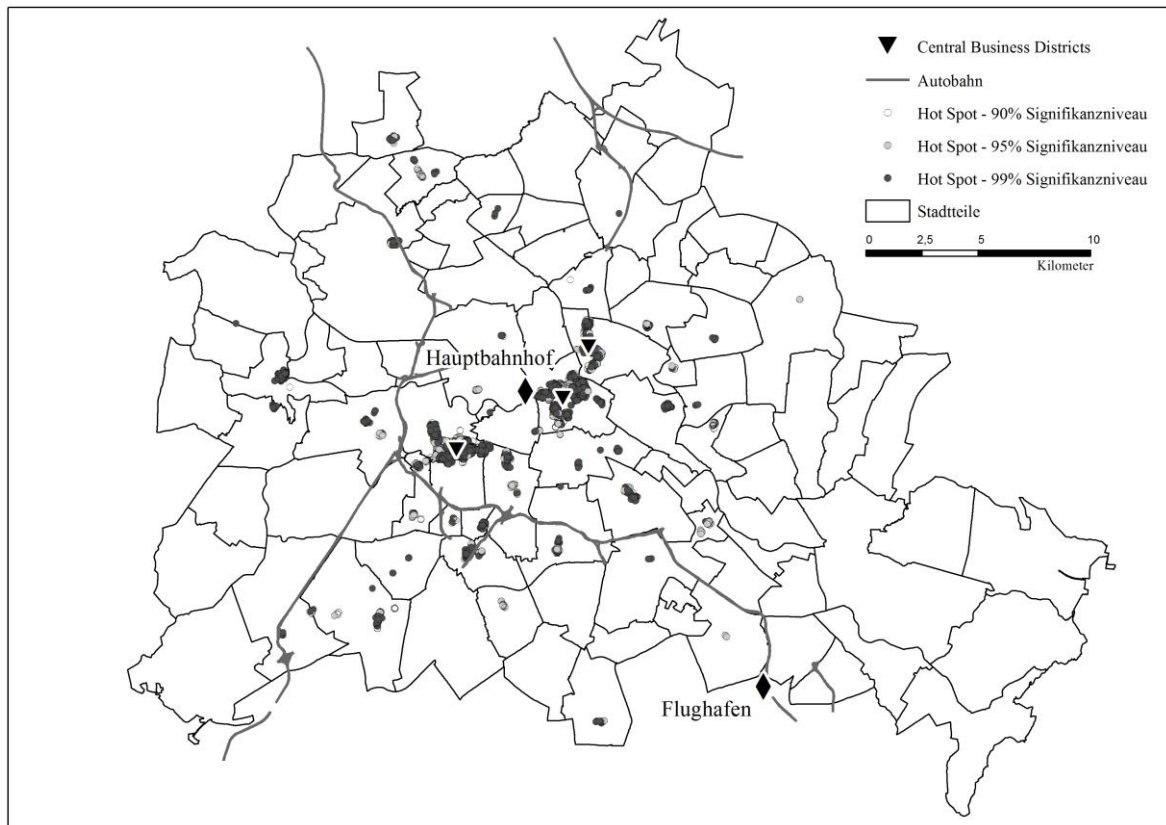 Central Business Districts
Autobahn
Hot Spot - 90% Signifikanzniveau
Hot Spot - 95% Signifikanzniveau
Hot Spot - 99% Signifikanzniveau
Stadtteile
0 2,5 5 10
Kilometer
Hauptbahnhof
Flughafen